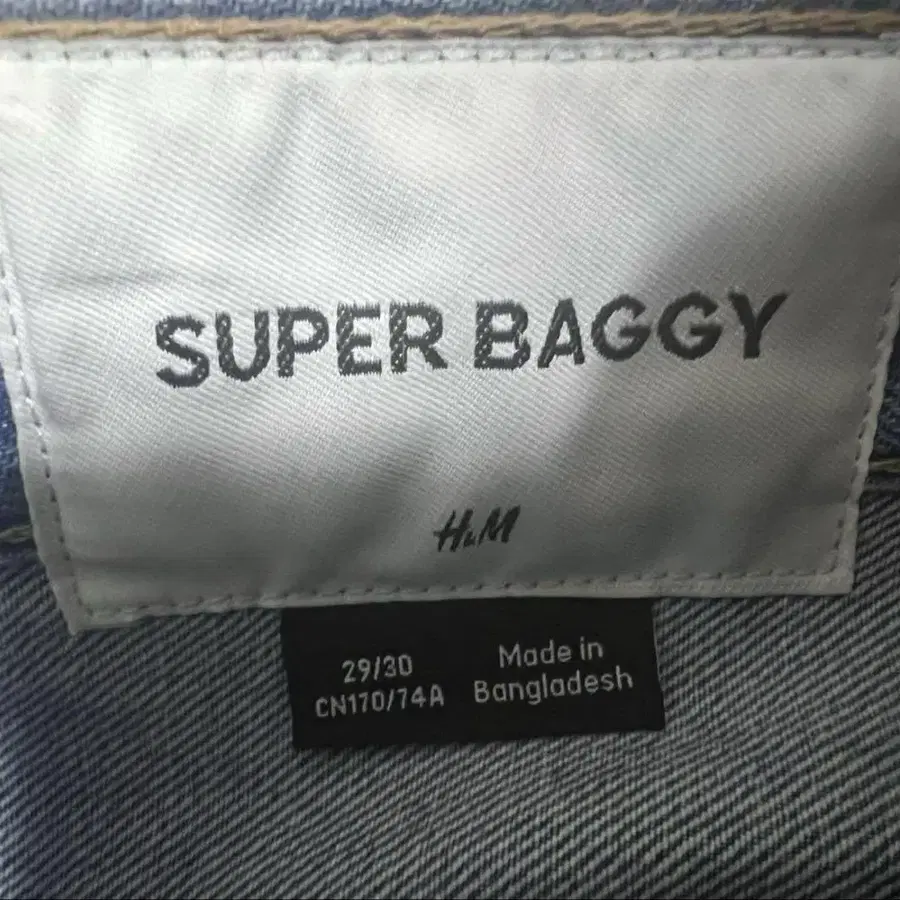 SUPER BAGGY
H&M
29/30
CN170/74A
Made in
Bangladesh